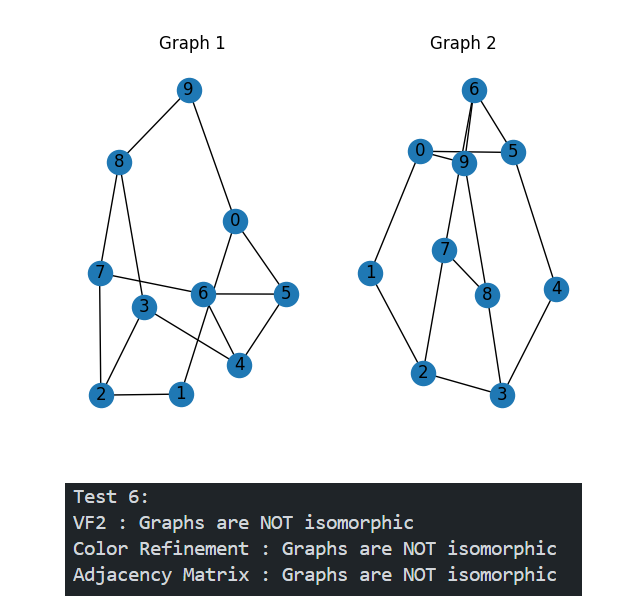 Graph 1 Graph 2
9 6
8 0 9 5
0
7 7 1
6 5 8 4
3
4 2
2 1 3
Test 6:
VF2 : Graphs are NOT isomorphic
Color Refinement : Graphs are NOT isomorphic
Adjacency Matrix : Graphs are NOT isomorphic